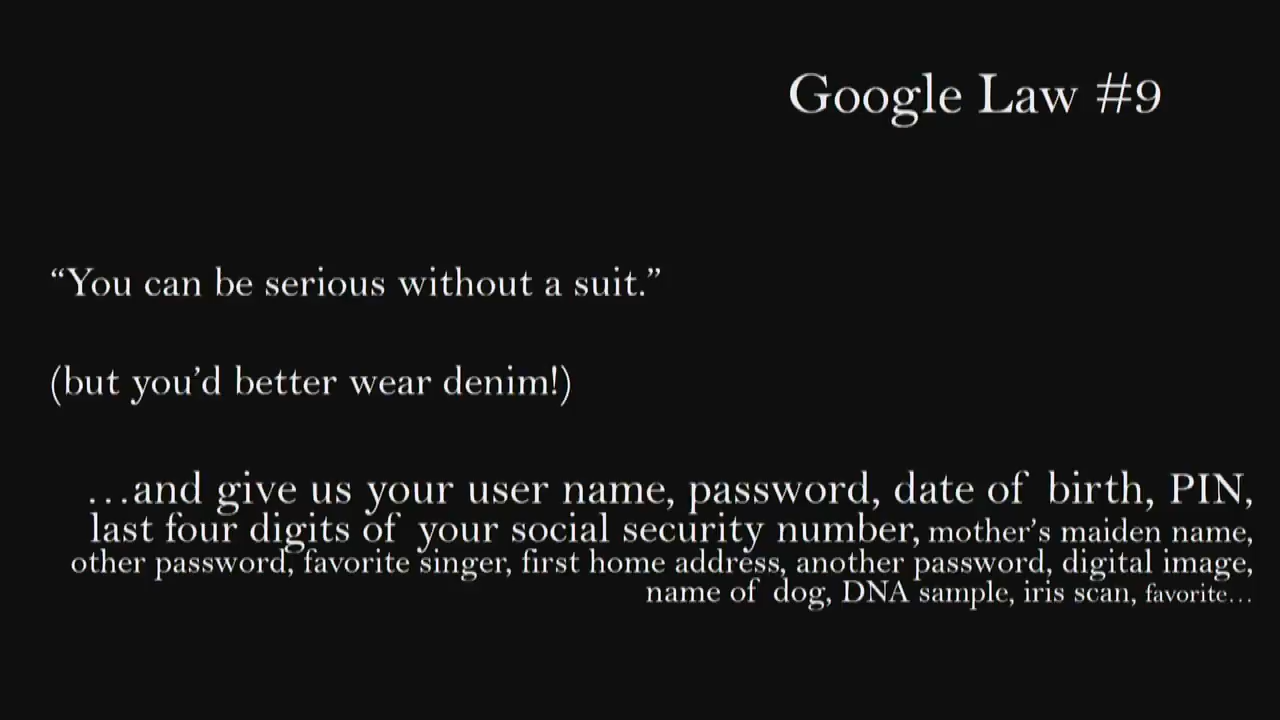 Google Law #9
“You can be serious without a suit.”
(but you’d better wear denim!)
…and give us your user name, password, date of birth, PIN,
last four digits of your social security number, mother’s maiden name,
other password, favorite singer, first home address, another password, digital image,
name of dog, DNA sample, iris scan, favorite…